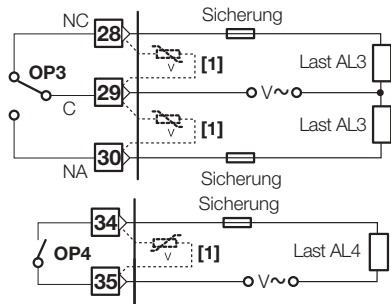 NC 28 Sicherung
V [1] Last AL3
OP3
C 29 V~
V [1] Last AL3
NA 30
Sicherung
Sicherung
34
OP4 V [1] Last AL4
35 V~